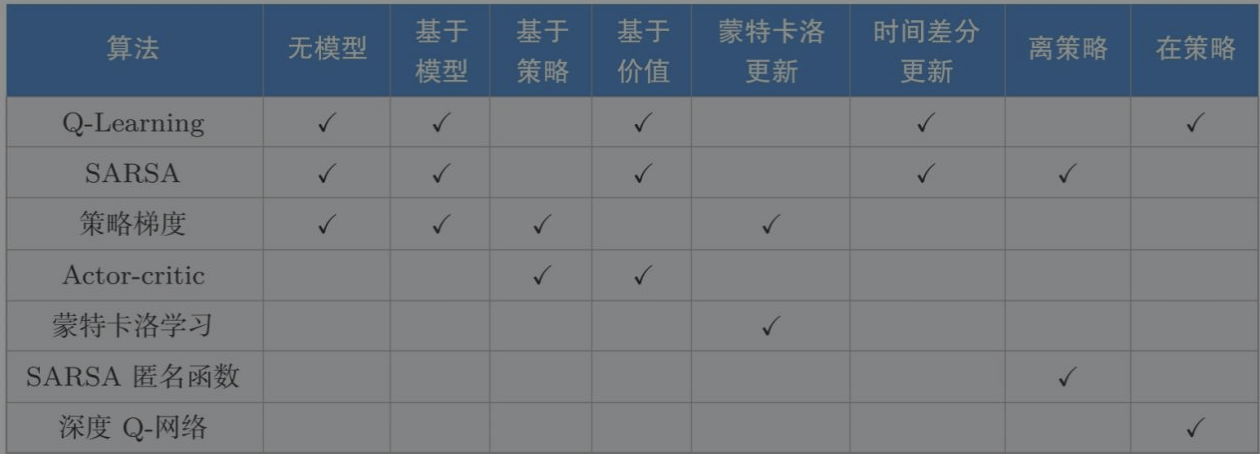 算法 无模型 基于模型 基于策略 基于价值 蒙特卡洛更新 时间差分更新 离策略 在策略
Q-Learning ✓ ✓ ✓ ✓ ✓
SARSA ✓ ✓ ✓ ✓ ✓
策略梯度 ✓ ✓ ✓ ✓
Actor-critic ✓ ✓
蒙特卡洛学习 ✓
SARSA 匿名函数 ✓
深度 Q-网络 ✓